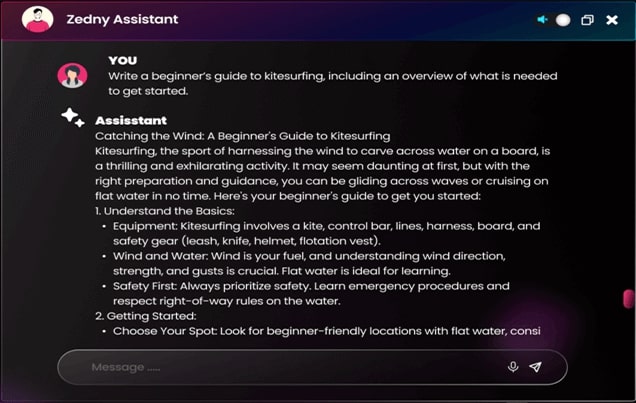 Zedny Assistant
YOU
Write a beginner's guide to kitesurfing, including an overview of what is needed
to get started.
Assisstant
Catching the Wind: A Beginner's Guide to Kitesurfing
Kitesurfing, the sport of harnessing the wind to carve across water on a board, is
a thrilling and exhilarating activity. It may seem daunting at first, but with the
right preparation and guidance, you can be gliding across waves or cruising on
flat water in no time. Here's your beginner's guide to get you started:
1. Understand the Basics:
• Equipment: Kitesurfing involves a kite, control bar, lines, harness, board, and
safety gear (leash, knife, helmet, flotation vest).
• Wind and Water: Wind is your fuel, and understanding wind direction,
strength, and gusts is crucial. Flat water is ideal for learning.
• Safety First: Always prioritize safety. Learn emergency procedures and
respect right-of-way rules on the water.
2. Getting Started:
• Choose Your Spot: Look for beginner-friendly locations with flat water, consi
Message .....